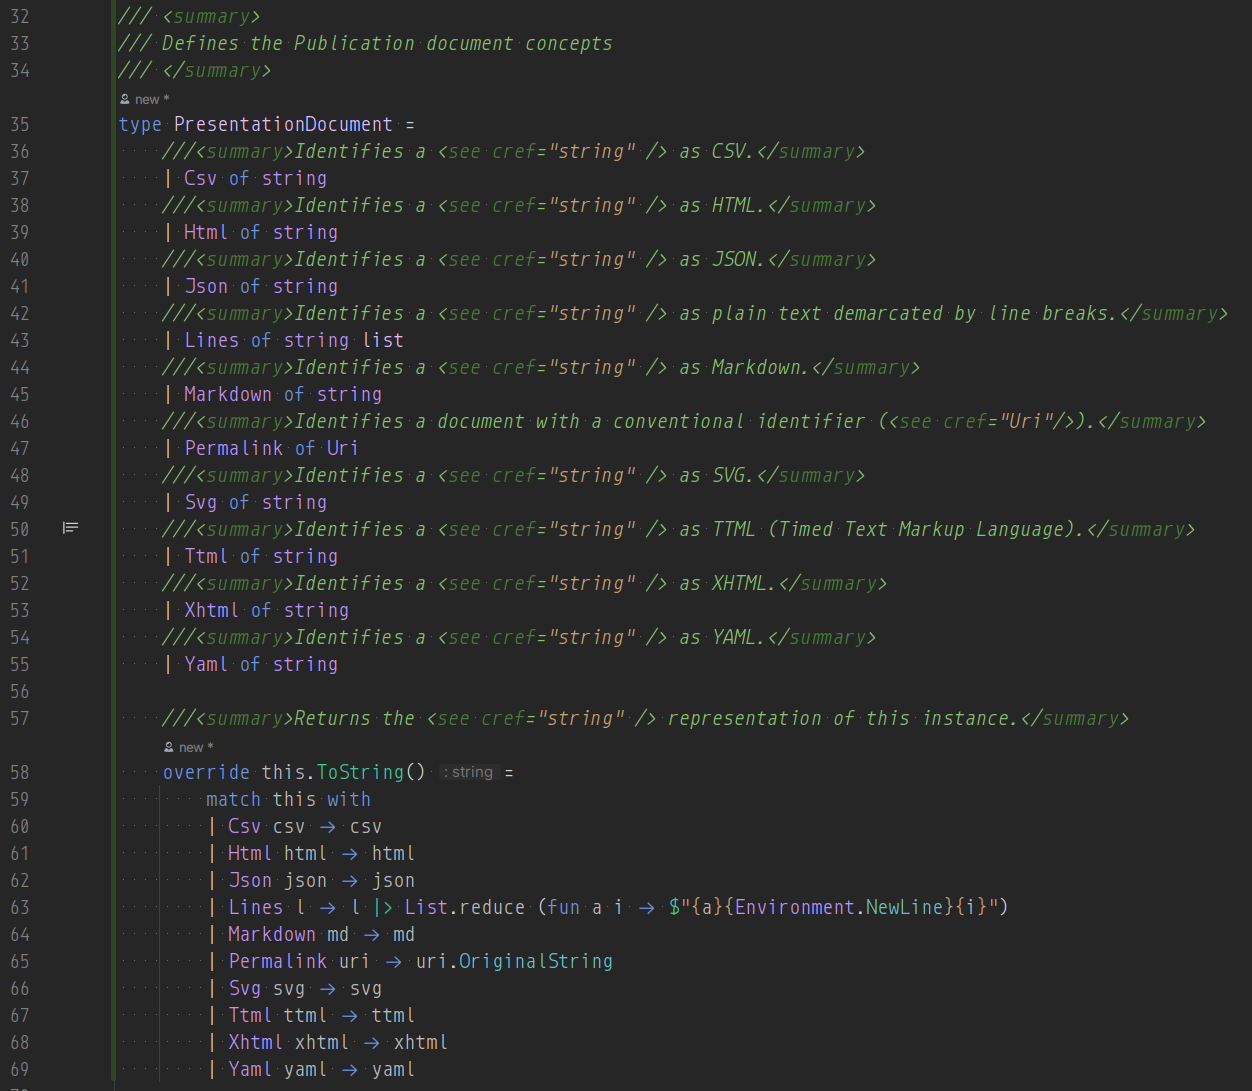 32 /// <summary>
33 /// Defines the Publication document concepts
34 /// </summary>
new *
35 type PresentationDocument =
36     ///<summary>Identifies a <see cref="string" /> as CSV.</summary>
37     | Csv of string
38     ///<summary>Identifies a <see cref="string" /> as HTML.</summary>
39     | Html of string
40     ///<summary>Identifies a <see cref="string" /> as JSON.</summary>
41     | Json of string
42     ///<summary>Identifies a <see cref="string" /> as plain text demarcated by line breaks.</summary>
43     | Lines of string list
44     ///<summary>Identifies a <see cref="string" /> as Markdown.</summary>
45     | Markdown of string
46     ///<summary>Identifies a document with a conventional identifier (<see cref="Uri"/>).</summary>
47     | Permalink of Uri
48     ///<summary>Identifies a <see cref="string" /> as SVG.</summary>
49     | Svg of string
50     ///<summary>Identifies a <see cref="string" /> as TTML (Timed Text Markup Language).</summary>
51     | Ttml of string
52     ///<summary>Identifies a <see cref="string" /> as XHTML.</summary>
53     | Xhtml of string
54     ///<summary>Identifies a <see cref="string" /> as YAML.</summary>
55     | Yaml of string
56
57     ///<summary>Returns the <see cref="string" /> representation of this instance.</summary>
new *
58     override this.ToString() : string =
59         match this with
60         | Csv csv → csv
61         | Html html → html
62         | Json json → json
63         | Lines l → l |> List.reduce (fun a i → $"{a}{Environment.NewLine}{i}")
64         | Markdown md → md
65         | Permalink uri → uri.OriginalString
66         | Svg svg → svg
67         | Ttml ttml → ttml
68         | Xhtml xhtml → xhtml
69         | Yaml yaml → yaml